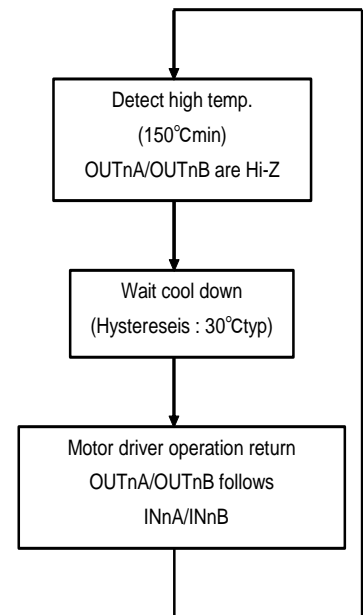 Detect high temp.
(150°Cmin)
OUTnA/OUTnB are Hi-Z
Wait cool down
(Hystereseis : 30°Ctyp)
Motor driver operation return
OUTnA/OUTnB follows
INnA/INnB